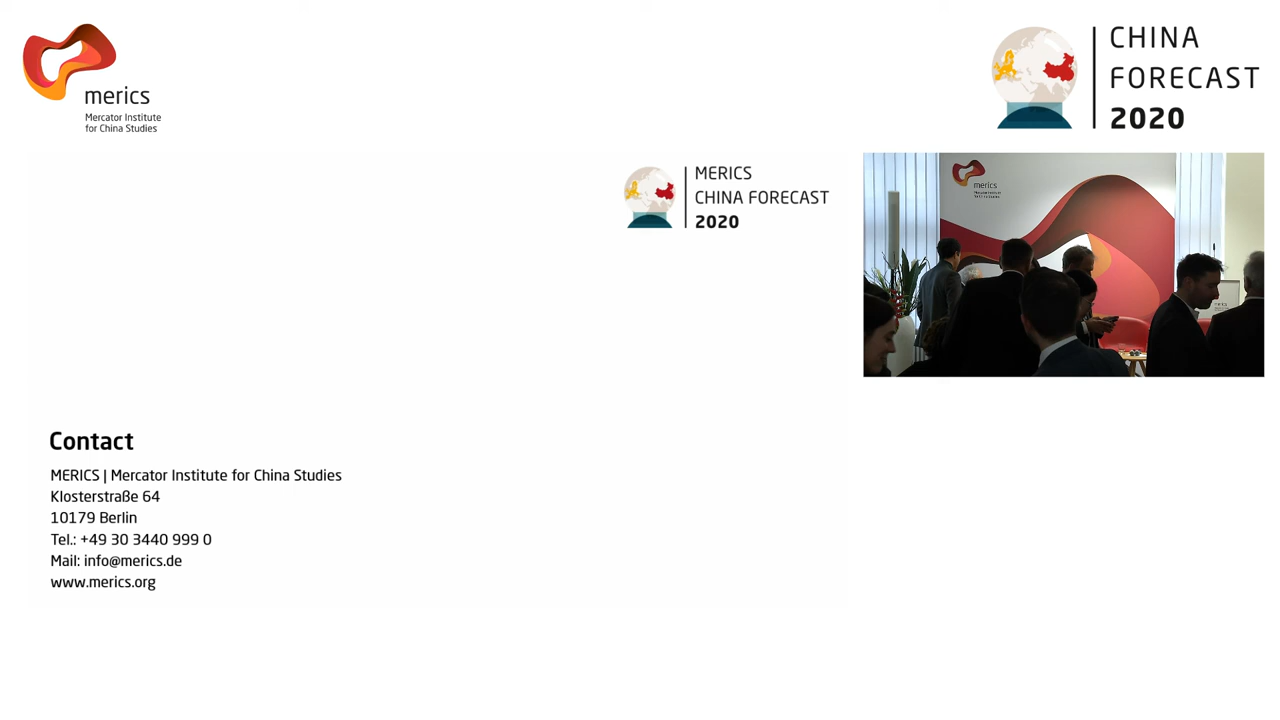 merics
Mercator Institute
for China Studies
CHINA
FORECAST
2020
MERICS
CHINA FORECAST
2020
merics
Contact
MERICS | Mercator Institute for China Studies
Klosterstraße 64
10179 Berlin
Tel.: +49 30 3440 999 0
Mail: info@merics.de
www.merics.org